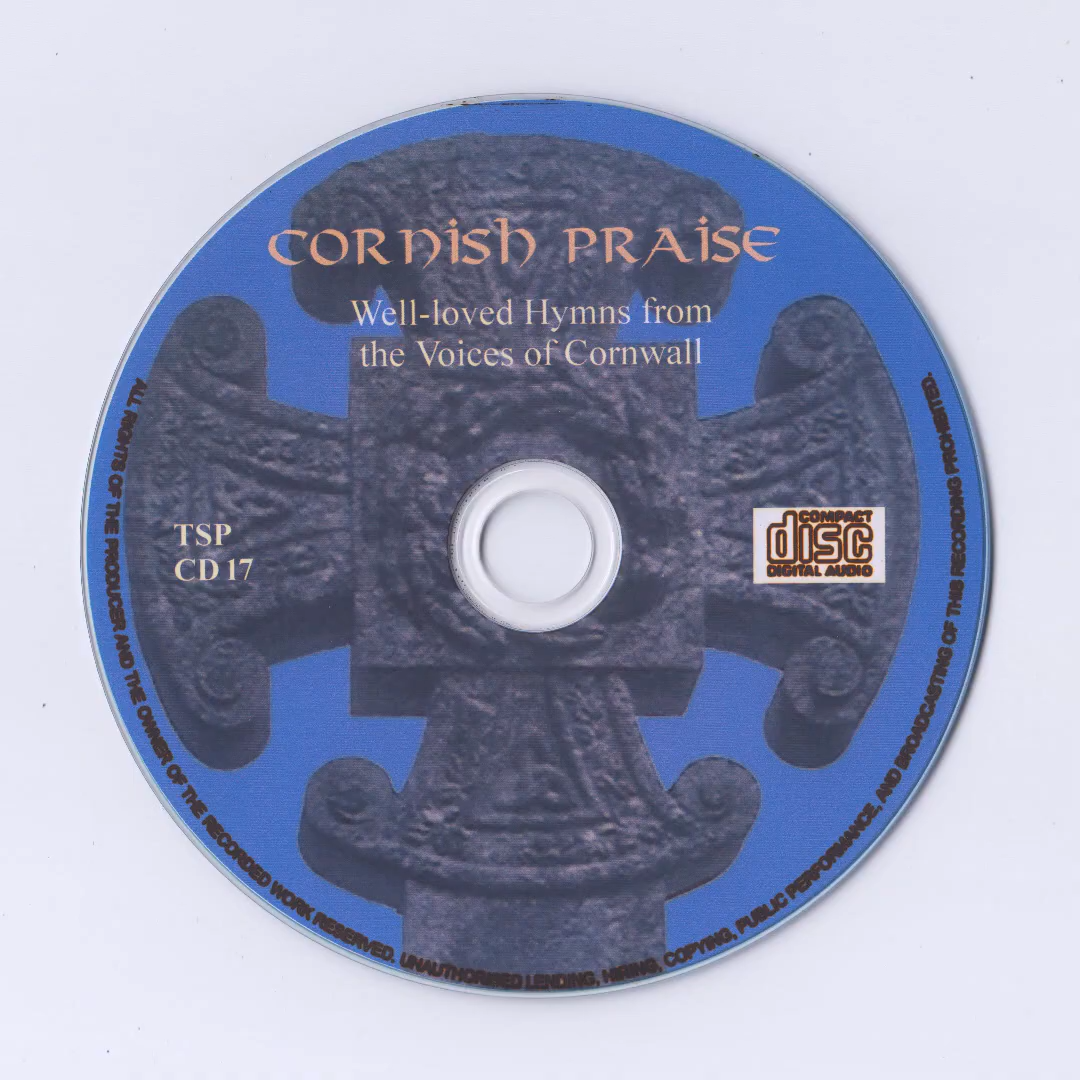 CORNISH PRAISE
Well-loved Hymns from
the Voices of Cornwall
TSP
CD 17
COMPACT
disc
DIGITAL AUDIO
ALL RIGHTS OF THE PRODUCER AND THE OWNER OF THE RECORDED WORK RESERVED. UNAUTHORISED LENDING, HIRING, COPYING, PUBLIC PERFORMANCE, AND BROADCASTING OF THIS RECORDING PROHIBITED.